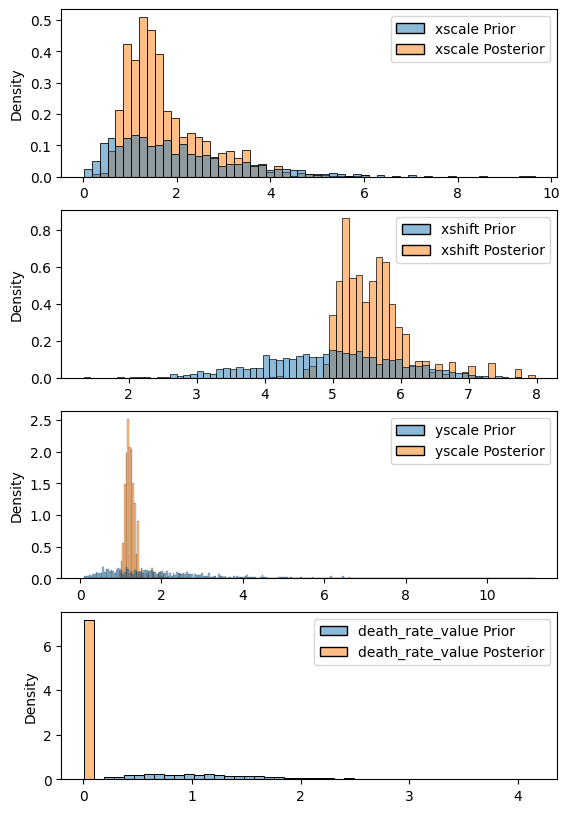 0.5
0.4
0.3
0.2
0.1
0.0
Density
xscale Prior
xscale Posterior
0 2 4 6 8 10
0.8
0.6
0.4
0.2
0.0
Density
xshift Prior
xshift Posterior
2 3 4 5 6 7 8
2.5
2.0
1.5
1.0
0.5
0.0
Density
yscale Prior
yscale Posterior
0 2 4 6 8 10
6
4
2
0
Density
death_rate_value Prior
death_rate_value Posterior
0 1 2 3 4